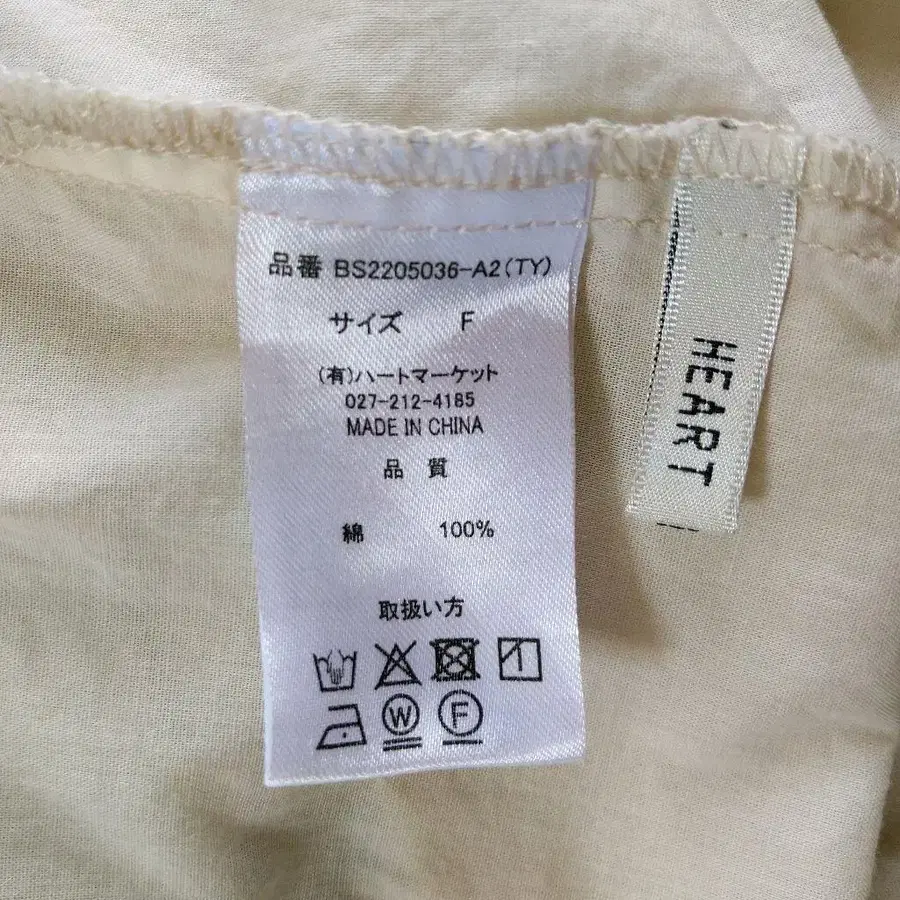 品番 BS2205036-A2(TY)
サイズ F
(有)ハートマーケット
027-212-4185
MADE IN CHINA
品質
綿 100%
取扱い方
W F
HEART